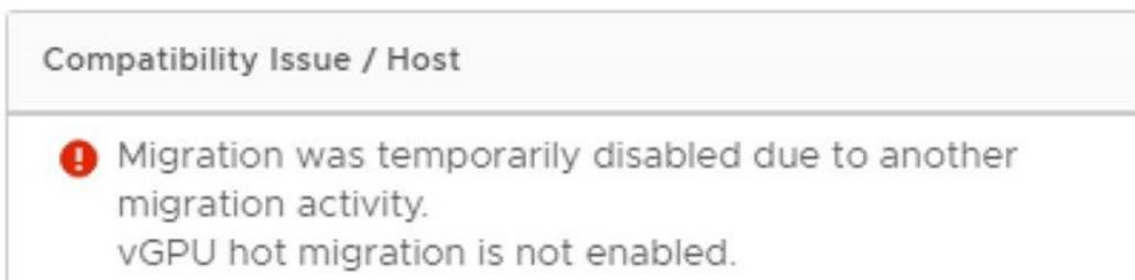 Compatibility Issue / Host
Migration was temporarily disabled due to another
migration activity.
vGPU hot migration is not enabled.